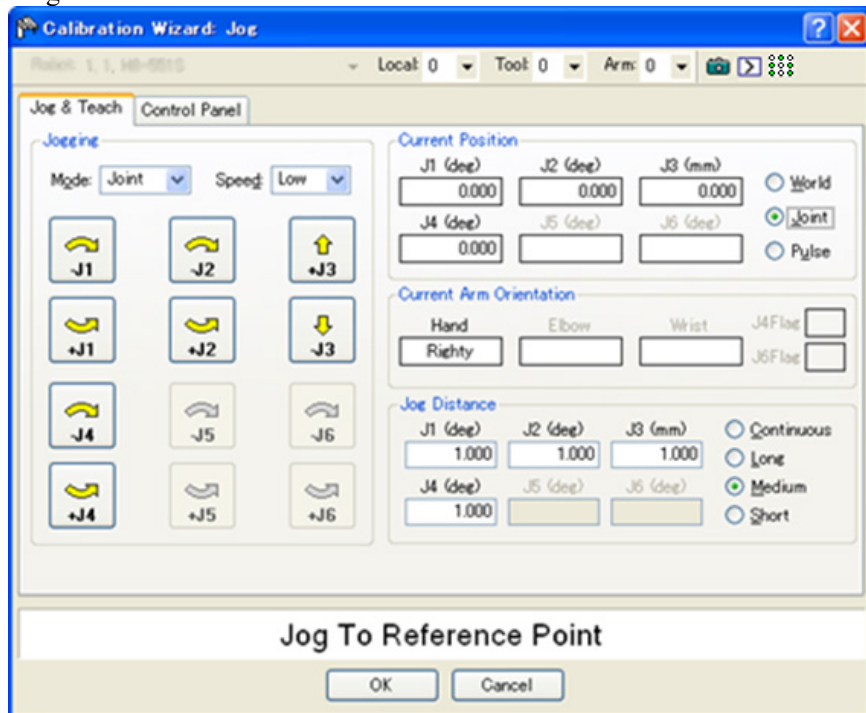 Calibration Wizard: Jog
Robot: 1, 1, Local: 0 Tool: 0 Arm: 0
Jog & Teach Control Panel
Jogging
Mode: Joint Speed: Low
-J1 -J2 +J3
+J1 +J2 -J3
-J4 -J5 -J6
+J4 +J5 +J6
Current Position
J1 (deg) J2 (deg) J3 (mm)
0.000 0.000 0.000 World
J4 (deg) J5 (deg) J6 (deg) Joint
0.000 Pulse
Current Arm Orientation
Hand Elbow Wrist J4Flag
Righty J6Flag
Jog Distance
J1 (deg) J2 (deg) J3 (mm) Continuous
1.000 1.000 1.000 Long
J4 (deg) J5 (deg) J6 (deg) Medium
1.000 Short
Jog To Reference Point
OK Cancel